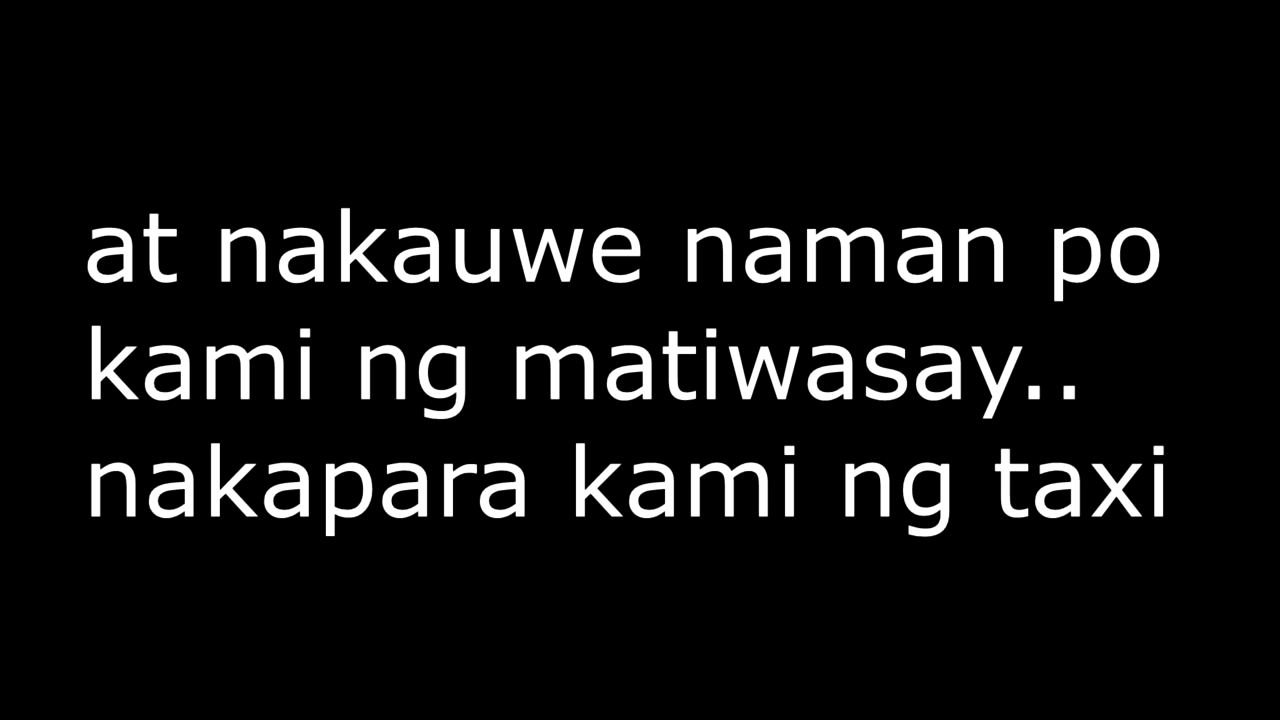 at nakauwe naman po
kami ng matiwasay..
nakapara kami ng taxi